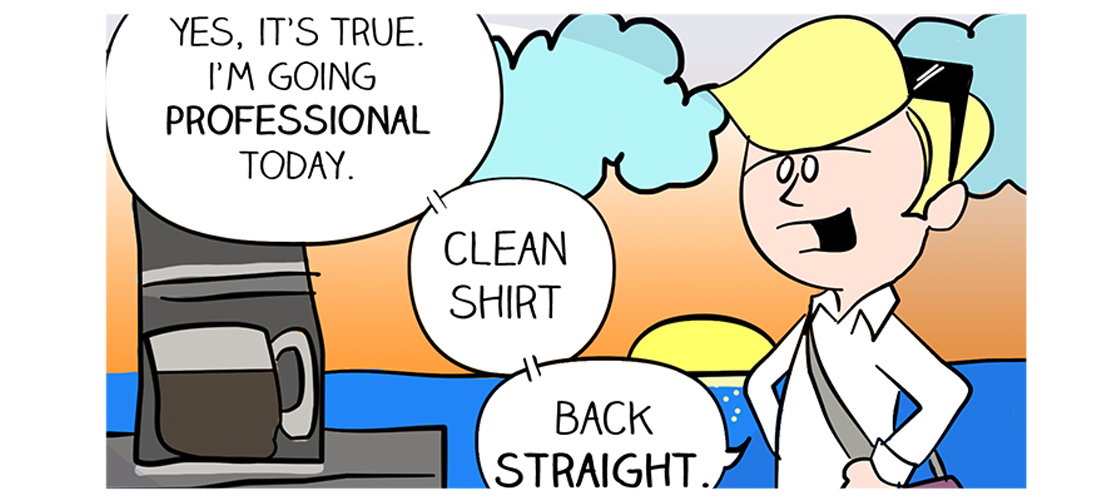 YES, IT'S TRUE.
I'M GOING
PROFESSIONAL
TODAY.
CLEAN
SHIRT
BACK
STRAIGHT.